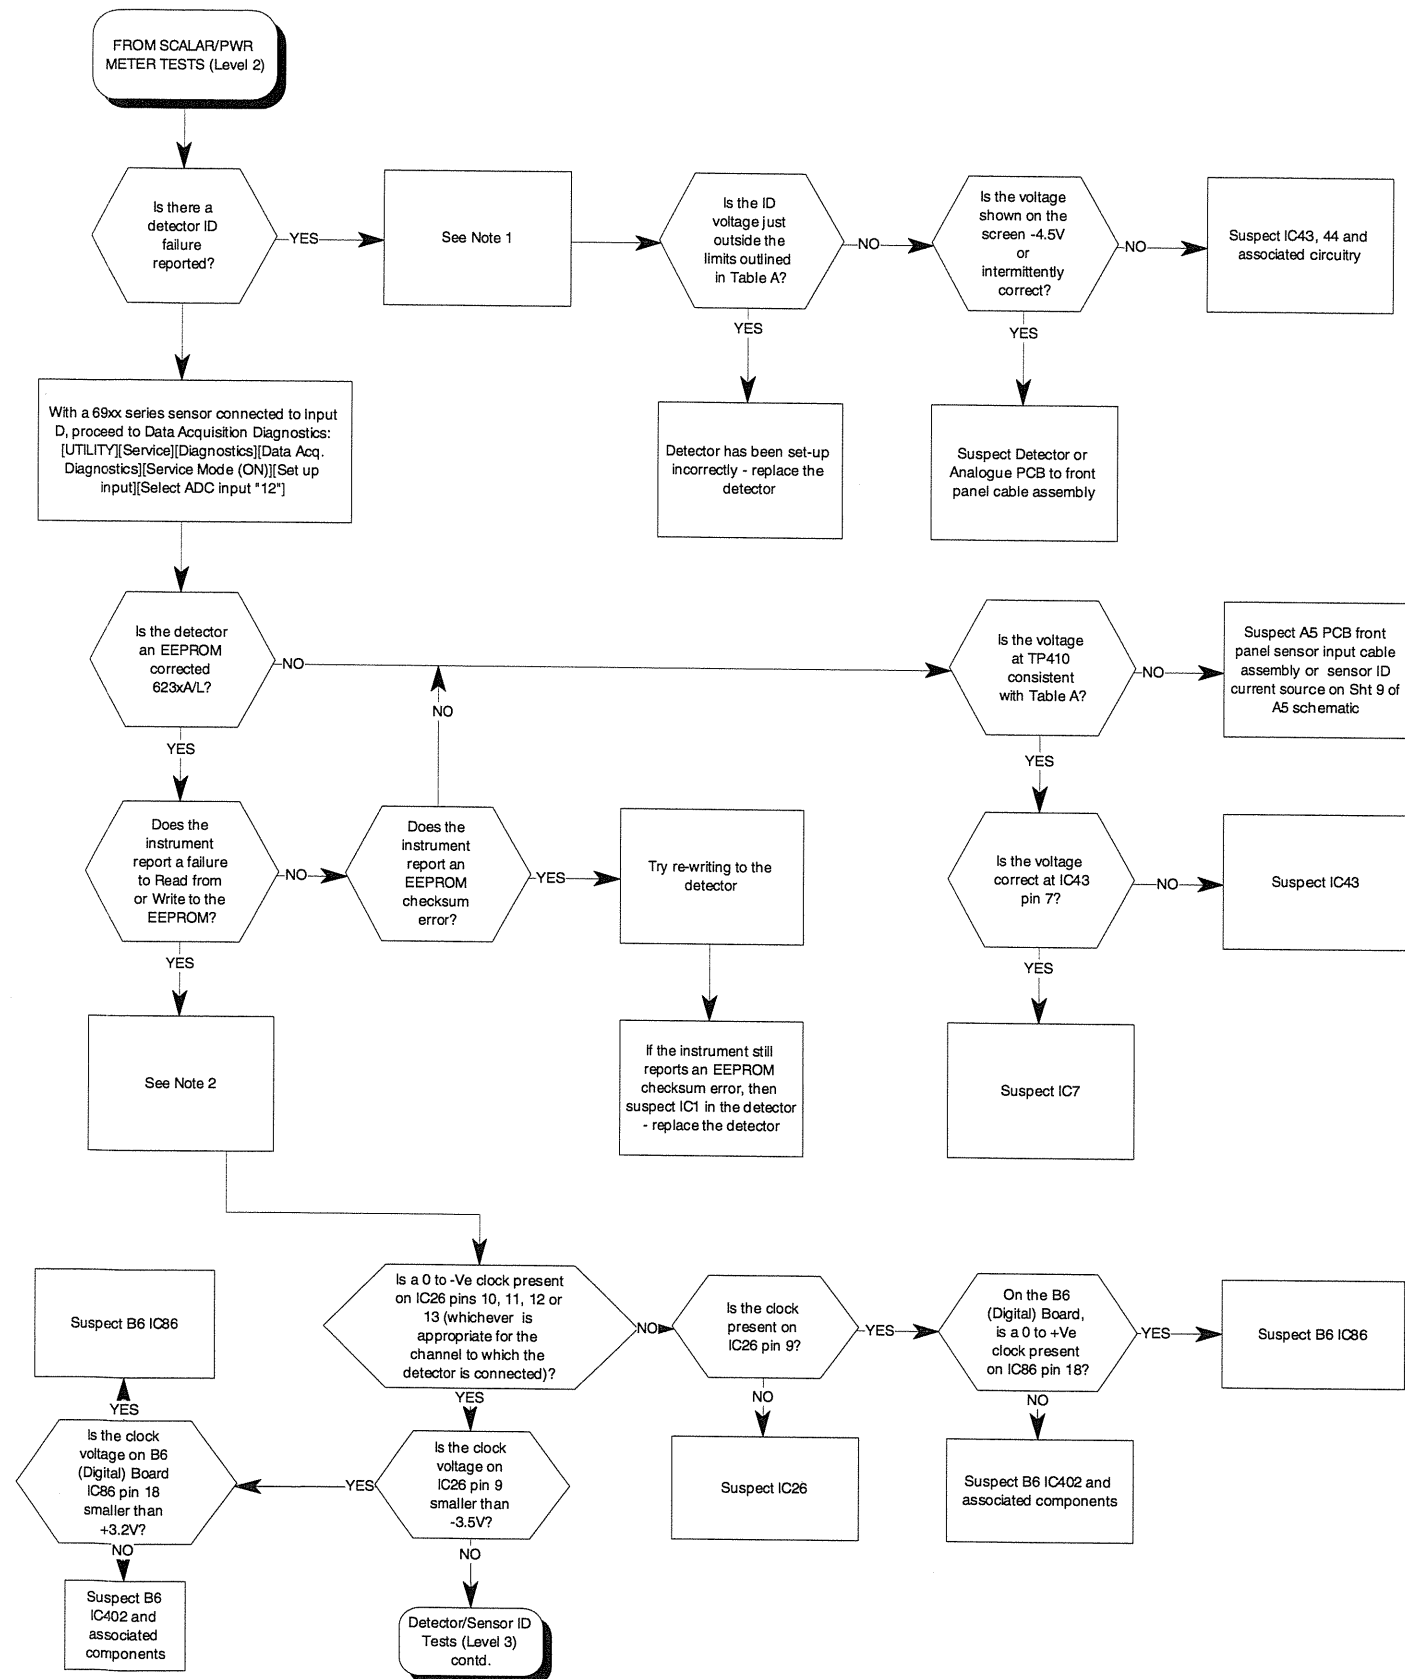 FROM SCALAR/PWR
METER TESTS (Level 2)
Is there a
detector ID
failure
reported?
YES
See Note 1
Is the ID
voltage just
outside the
limits outlined
in Table A?
NO
Is the voltage
shown on the
screen -4.5V
or
intermittently
correct?
NO
Suspect IC43, 44 and
associated circuitry
YES
YES
With a 69xx series sensor connected to Input
D, proceed to Data Acquisition Diagnostics:
[UTILITY][Service][Diagnostics][Data Acq.
Diagnostics][Service Mode (ON)][Set up
input][Select ADC input "12"]
Detector has been set-up
incorrectly - replace the
detector
Suspect Detector or
Analogue PCB to front
panel cable assembly
Is the detector
an EEPROM
corrected
623xA/L?
NO
Is the voltage
at TP410
consistent
with Table A?
NO
Suspect A5 PCB front
panel sensor input cable
assembly or sensor ID
current source on Sht 9 of
A5 schematic
NO
YES
YES
Does the
instrument
report a failure
to Read from
or Write to the
EEPROM?
NO
Does the
instrument
report an
EEPROM
checksum
error?
YES
Try re-writing to the
detector
Is the voltage
correct at IC43
pin 7?
NO
Suspect IC43
YES
YES
See Note 2
If the instrument still
reports an EEPROM
checksum error, then
suspect IC1 in the detector
- replace the detector
Suspect IC7
Suspect B6 IC86
Is a 0 to -Ve clock present
on IC26 pins 10, 11, 12 or
13 (whichever is
appropriate for the
channel to which the
detector is connected)?
NO
Is the clock
present on
IC26 pin 9?
YES
On the B6
(Digital) Board,
is a 0 to +Ve
clock present
on IC86 pin 18?
YES
Suspect B6 IC86
YES
YES
NO
NO
Is the clock
voltage on B6
(Digital) Board
IC86 pin 18
smaller than
+3.2V?
YES
Is the clock
voltage on
IC26 pin 9
smaller than
-3.5V?
Suspect IC26
Suspect B6 IC402 and
associated components
NO
NO
Suspect B6
IC402 and
associated
components
Detector/Sensor ID
Tests (Level 3)
contd.